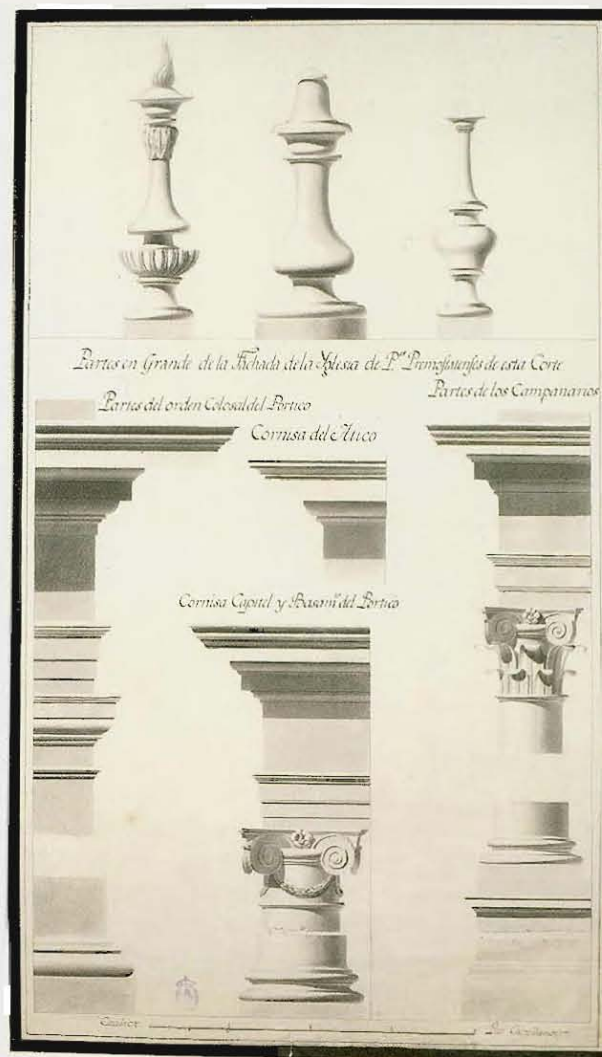 Partes en Grande de la Fachada de la Yglesia de P.ˢ Premostatenses de esta Corte
Partes del orden Colosal del Portico
Partes de los Campanarios
Cornisa del Atico
Cornisa Capitel y Basam.ᵗᵒ del Portico